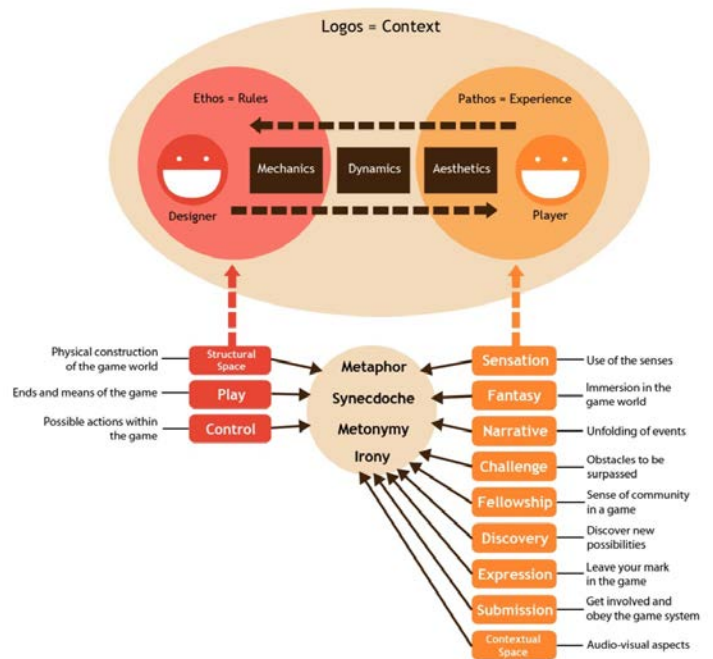 Logos = Context
Ethos = Rules
Pathos = Experience
Mechanics
Dynamics
Aesthetics
Designer
Player
Physical construction
of the game world
Structural
Space
Ends and means of the game
Play
Possible actions within
the game
Control
Metaphor
Synecdoche
Metonymy
Irony
Sensation
Use of the senses
Fantasy
Immersion in the
game world
Narrative
Unfolding of events
Challenge
Obstacles to be
surpassed
Fellowship
Sense of community
in a game
Discovery
Discover new
possibilities
Expression
Leave your mark
in the game
Submission
Get involved and
obey the game system
Contextual
Space
Audio-visual aspects